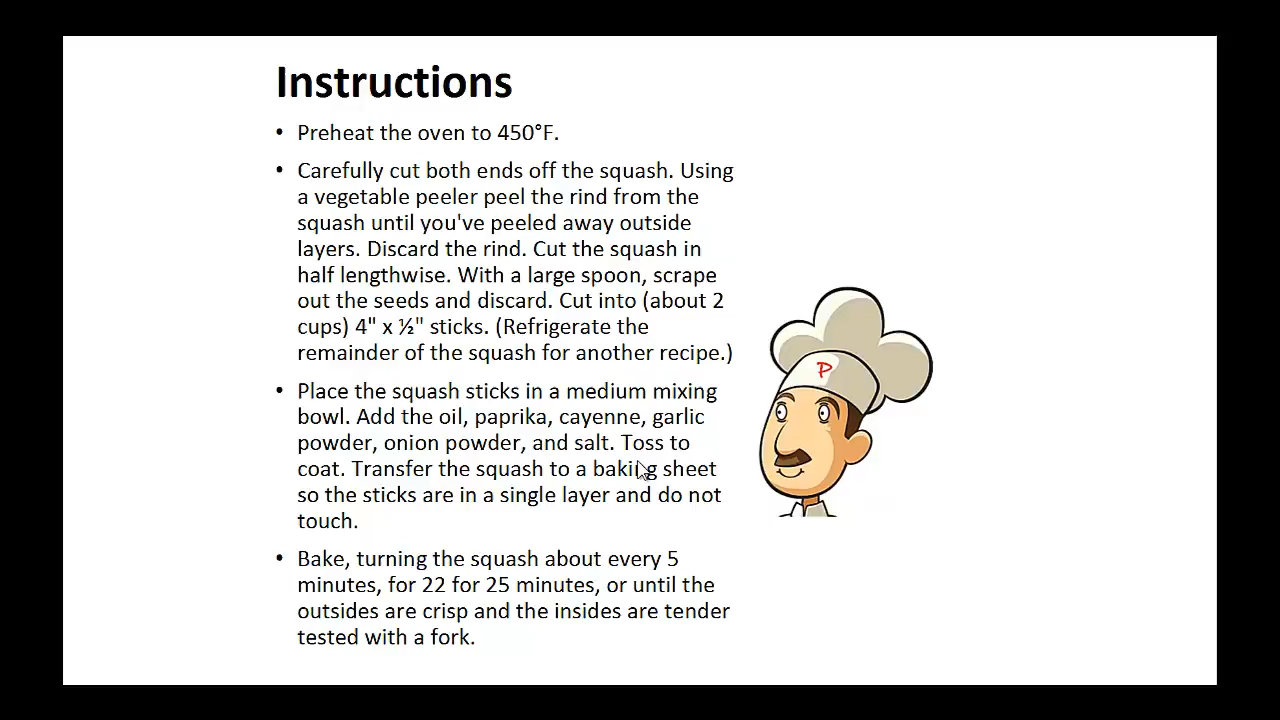 Instructions
• Preheat the oven to 450°F.
• Carefully cut both ends off the squash. Using
a vegetable peeler peel the rind from the
squash until you've peeled away outside
layers. Discard the rind. Cut the squash in
half lengthwise. With a large spoon, scrape
out the seeds and discard. Cut into (about 2
cups) 4" x ½" sticks. (Refrigerate the
remainder of the squash for another recipe.)
• Place the squash sticks in a medium mixing
bowl. Add the oil, paprika, cayenne, garlic
powder, onion powder, and salt. Toss to
coat. Transfer the squash to a baking sheet
so the sticks are in a single layer and do not
touch.
• Bake, turning the squash about every 5
minutes, for 22 for 25 minutes, or until the
outsides are crisp and the insides are tender
tested with a fork.
P